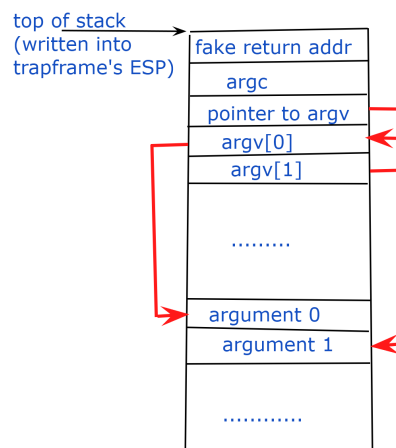 top of stack
(written into
trapframe's ESP)
fake return addr
argc
pointer to argv
argv[0]
argv[1]
.........
argument 0
argument 1
............